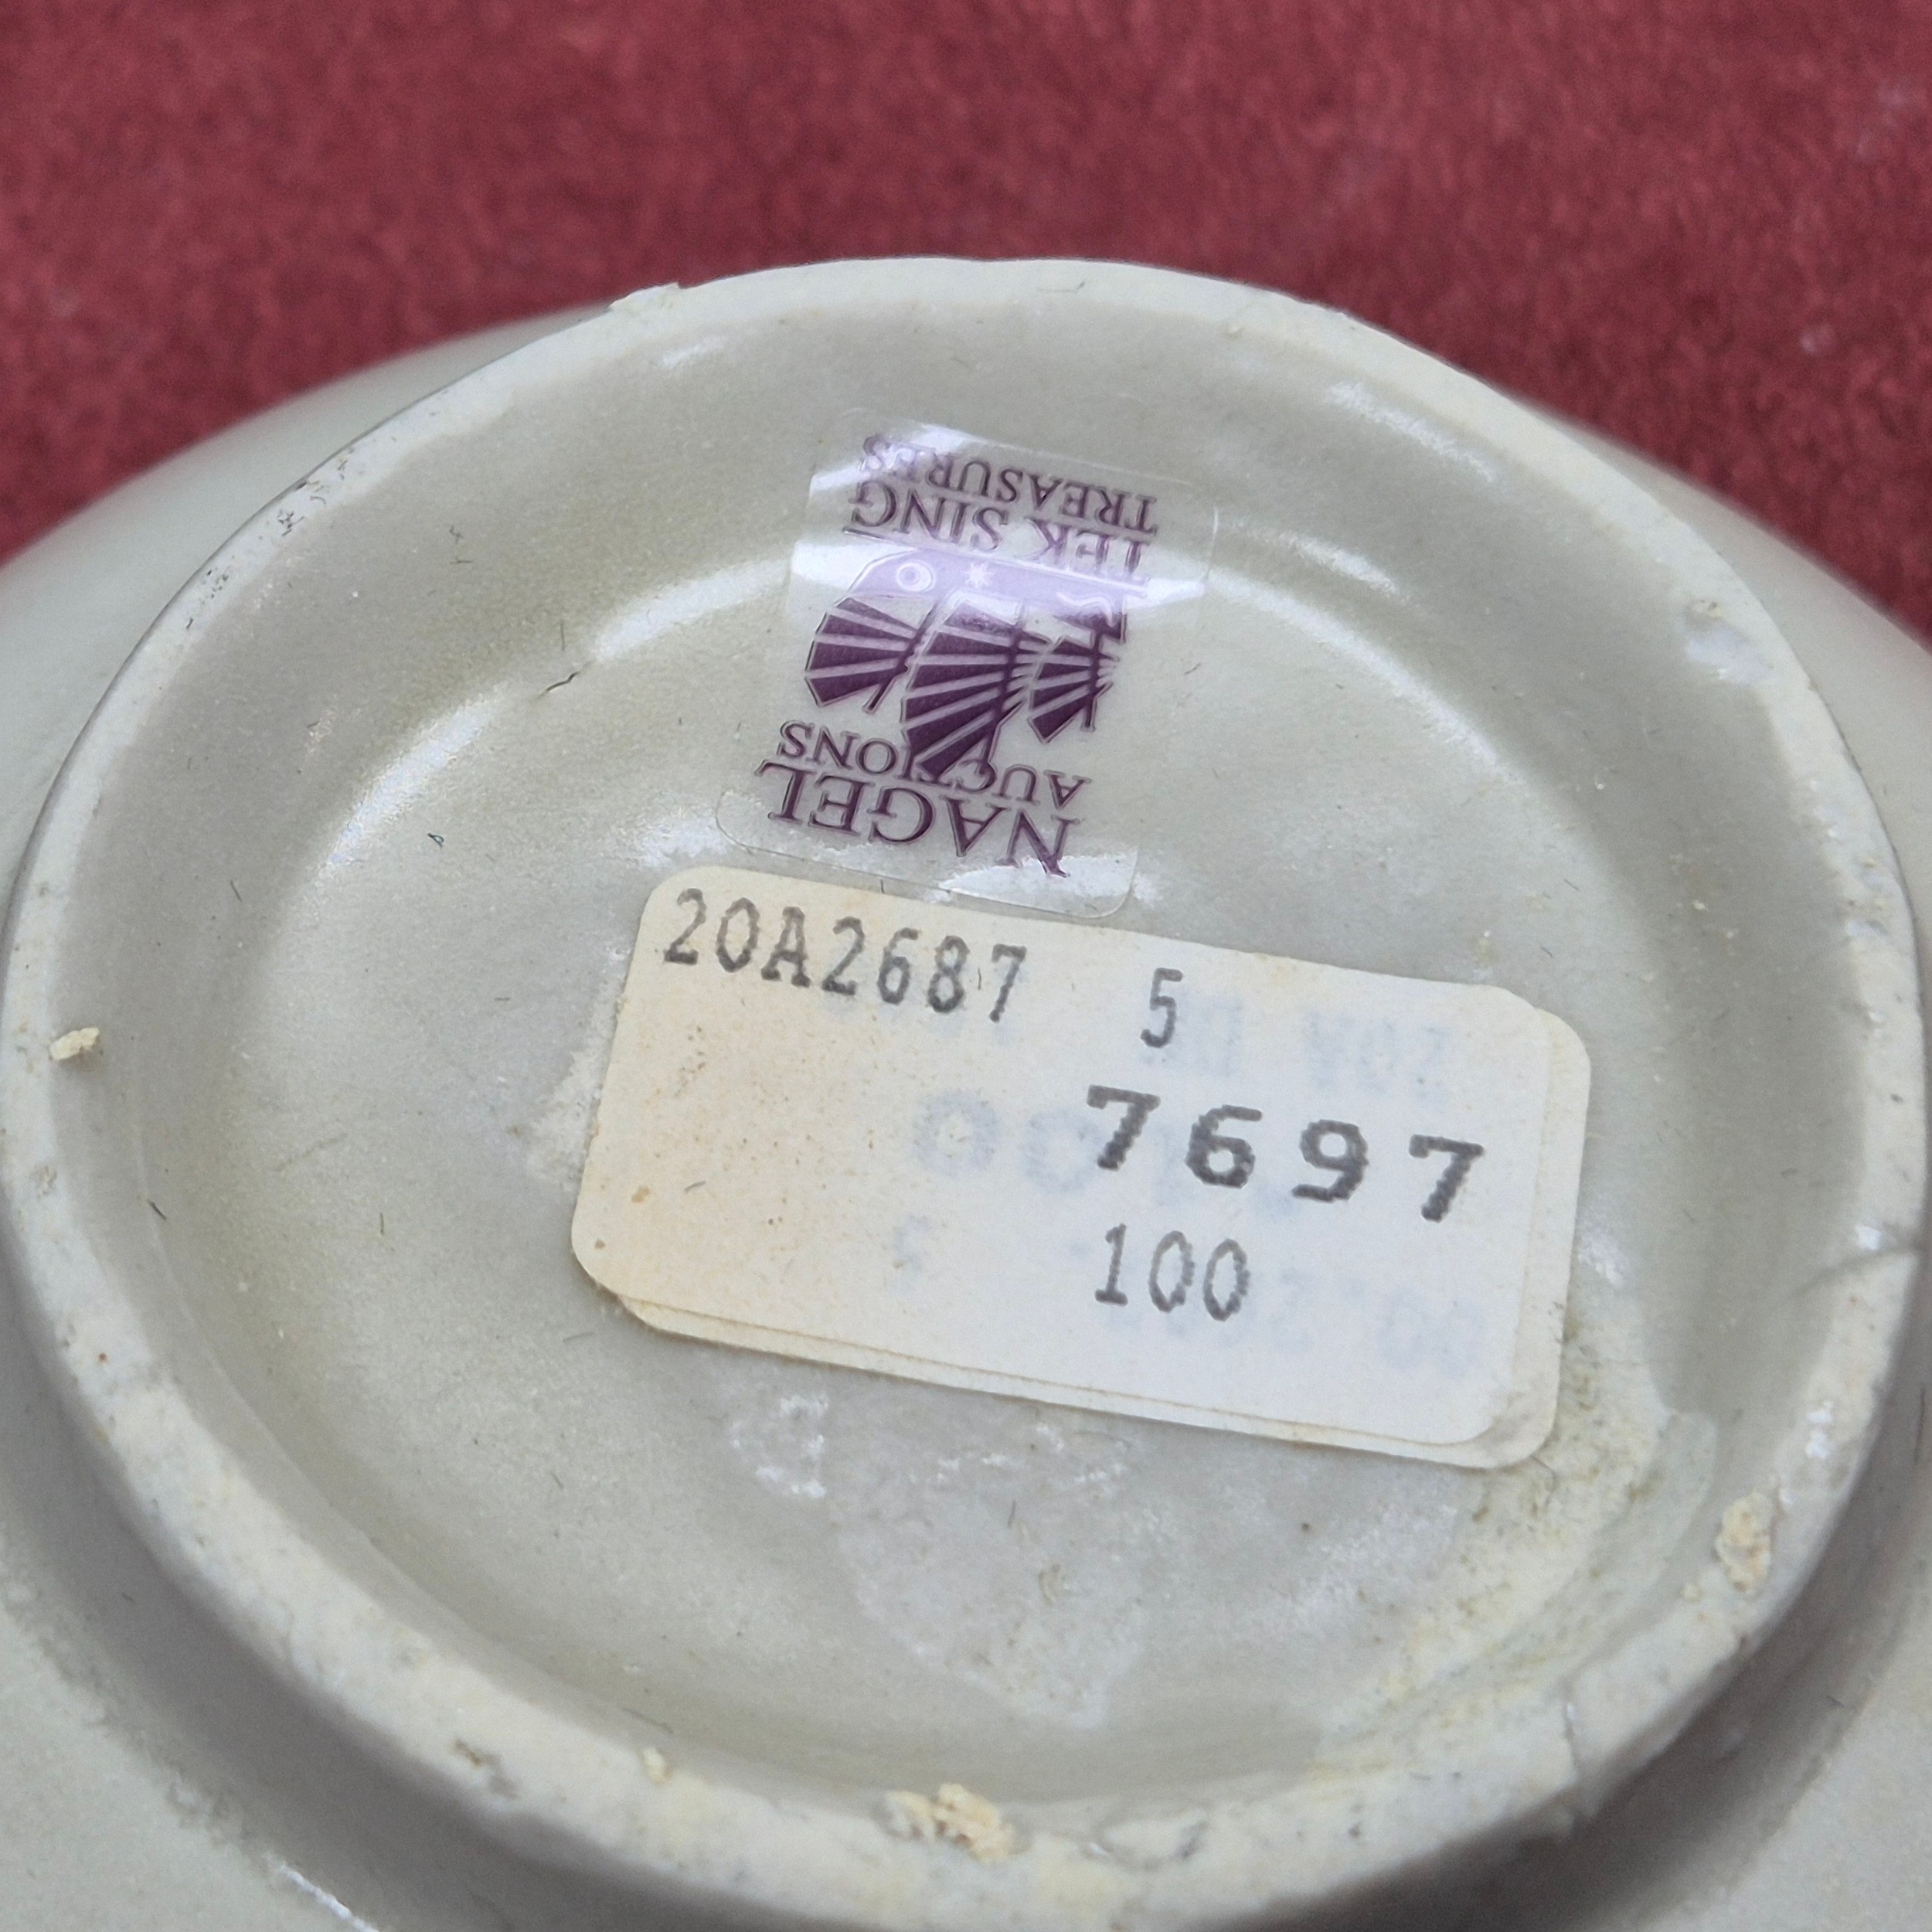 NAGEL
AUCTIONS
TEK SING
TREASURES
20A2687 5
7697
100